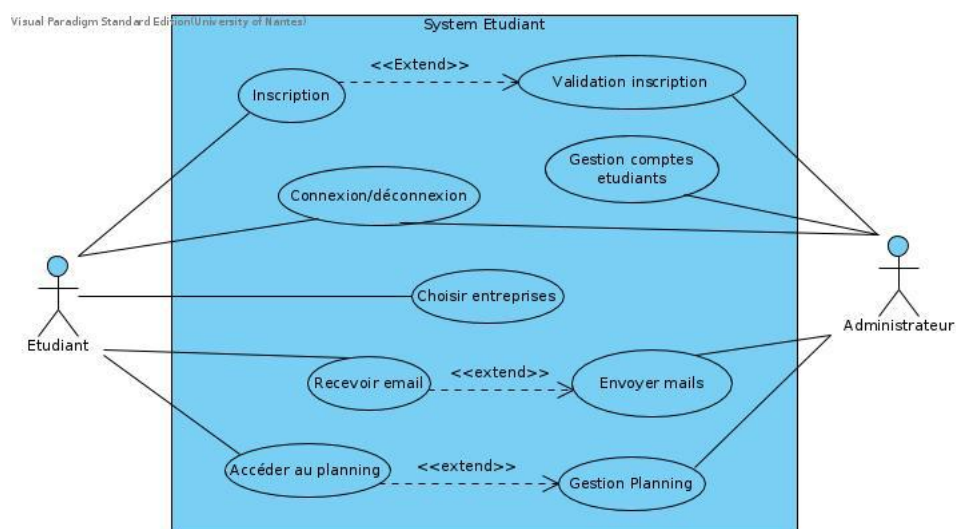 Visual Paradigm Standard Edition(University of Nantes)
System Etudiant
<<Extend>>
Inscription
Validation inscription
Gestion comptes
etudiants
Connexion/déconnexion
Choisir entreprises
Etudiant
Administrateur
<<extend>>
Recevoir email
Envoyer mails
<<extend>>
Accéder au planning
Gestion Planning